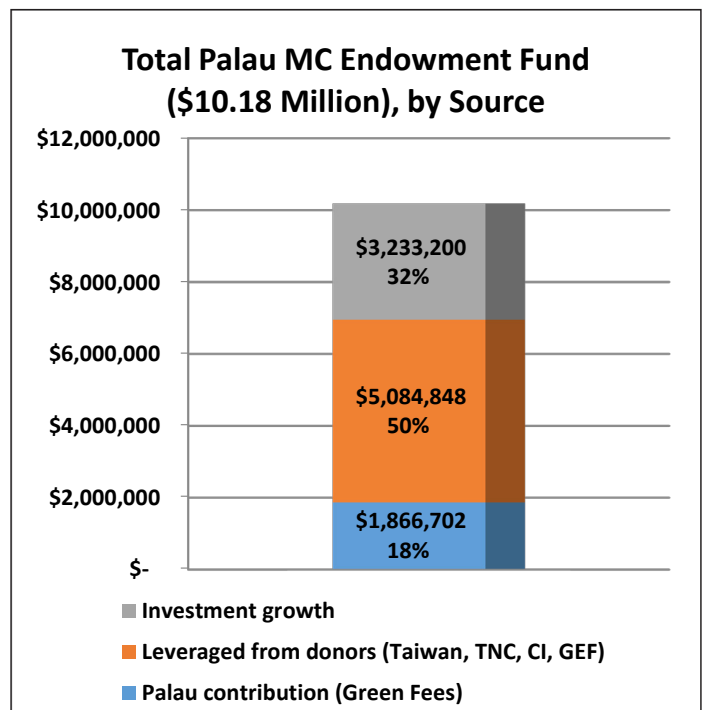 Total Palau MC Endowment Fund
($10.18 Million), by Source
$12,000,000
$10,000,000
$8,000,000
$6,000,000
$4,000,000
$2,000,000
$-
$3,233,200
32%
$5,084,848
50%
$1,866,702
18%
Investment growth
Leveraged from donors (Taiwan, TNC, CI, GEF)
Palau contribution (Green Fees)